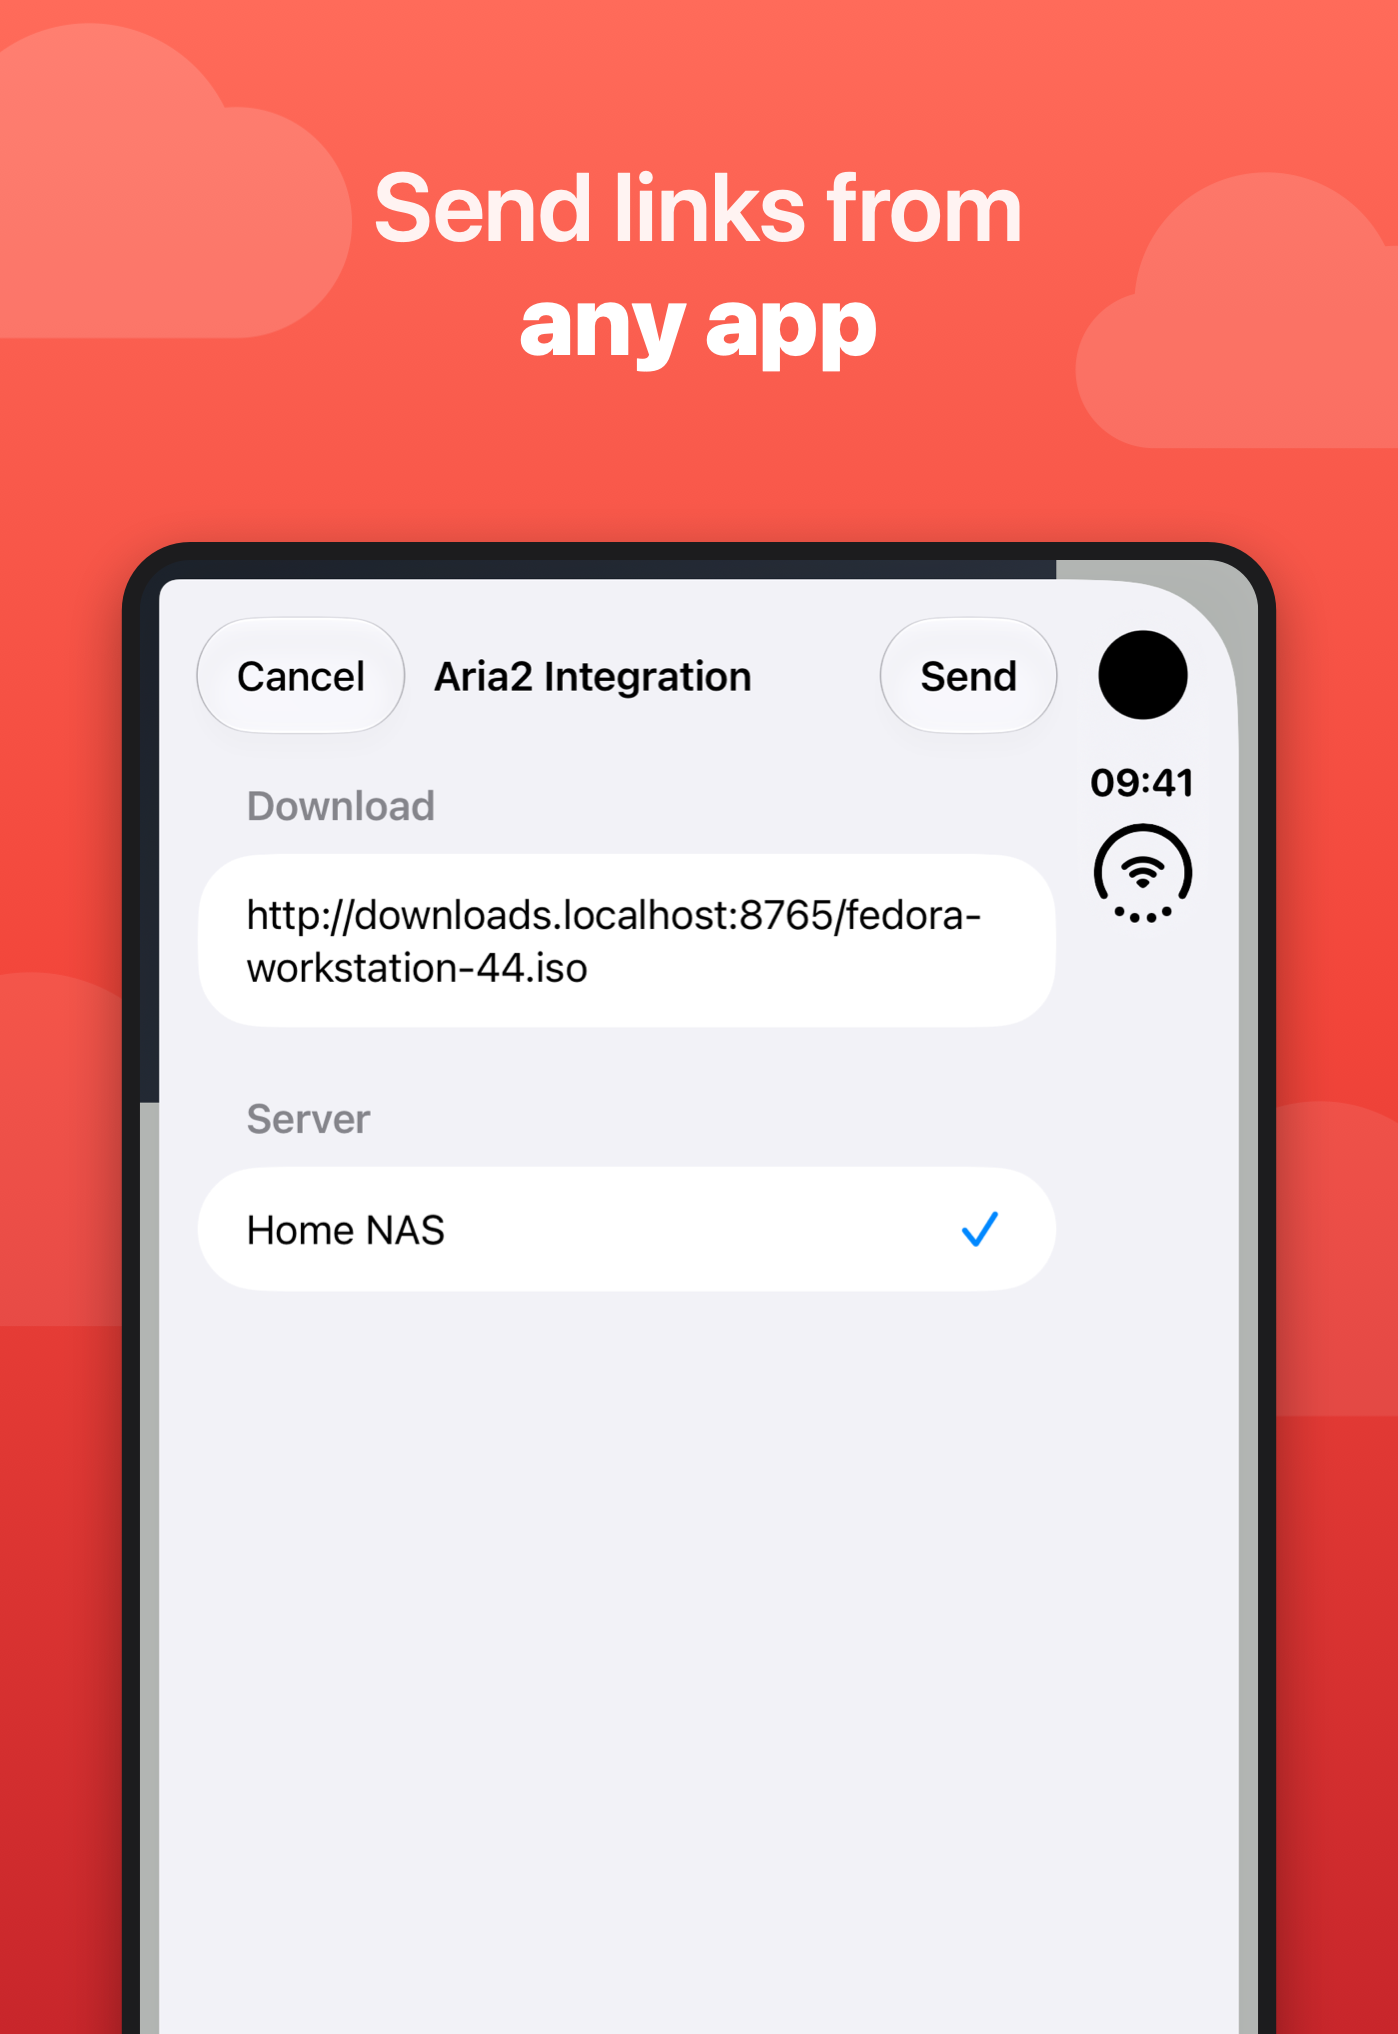 Send links from
any app
Cancel
Aria2 Integration
Send
09:41
Download
http://downloads.localhost:8765/fedora-
workstation-44.iso
Server
Home NAS